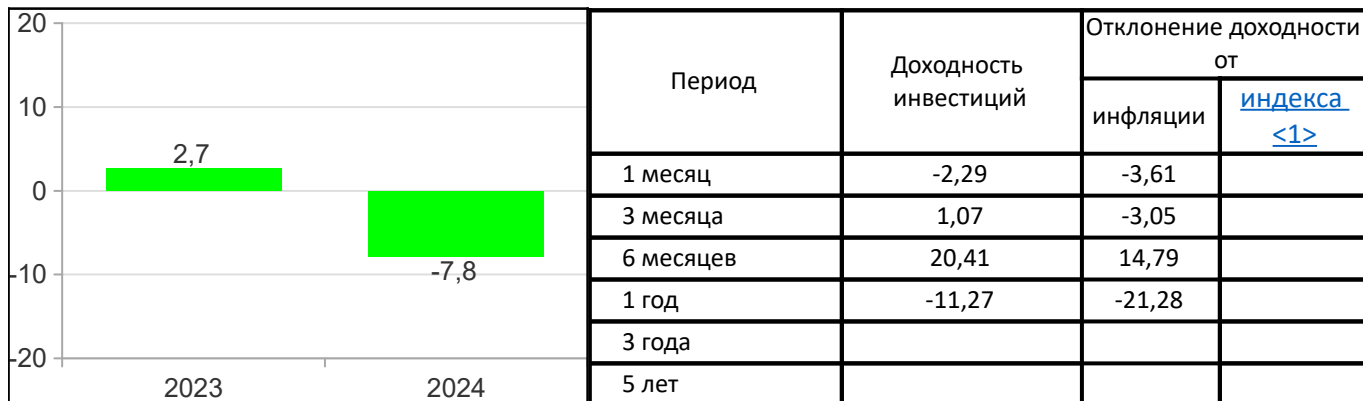 20
10
0
-10
-20
2,7
-7,8
2023 2024
Период
Доходность
инвестиций
Отклонение доходности
от
инфляции
индекса
<1>
1 месяц -2,29 -3,61
3 месяца 1,07 -3,05
6 месяцев 20,41 14,79
1 год -11,27 -21,28
3 года
5 лет